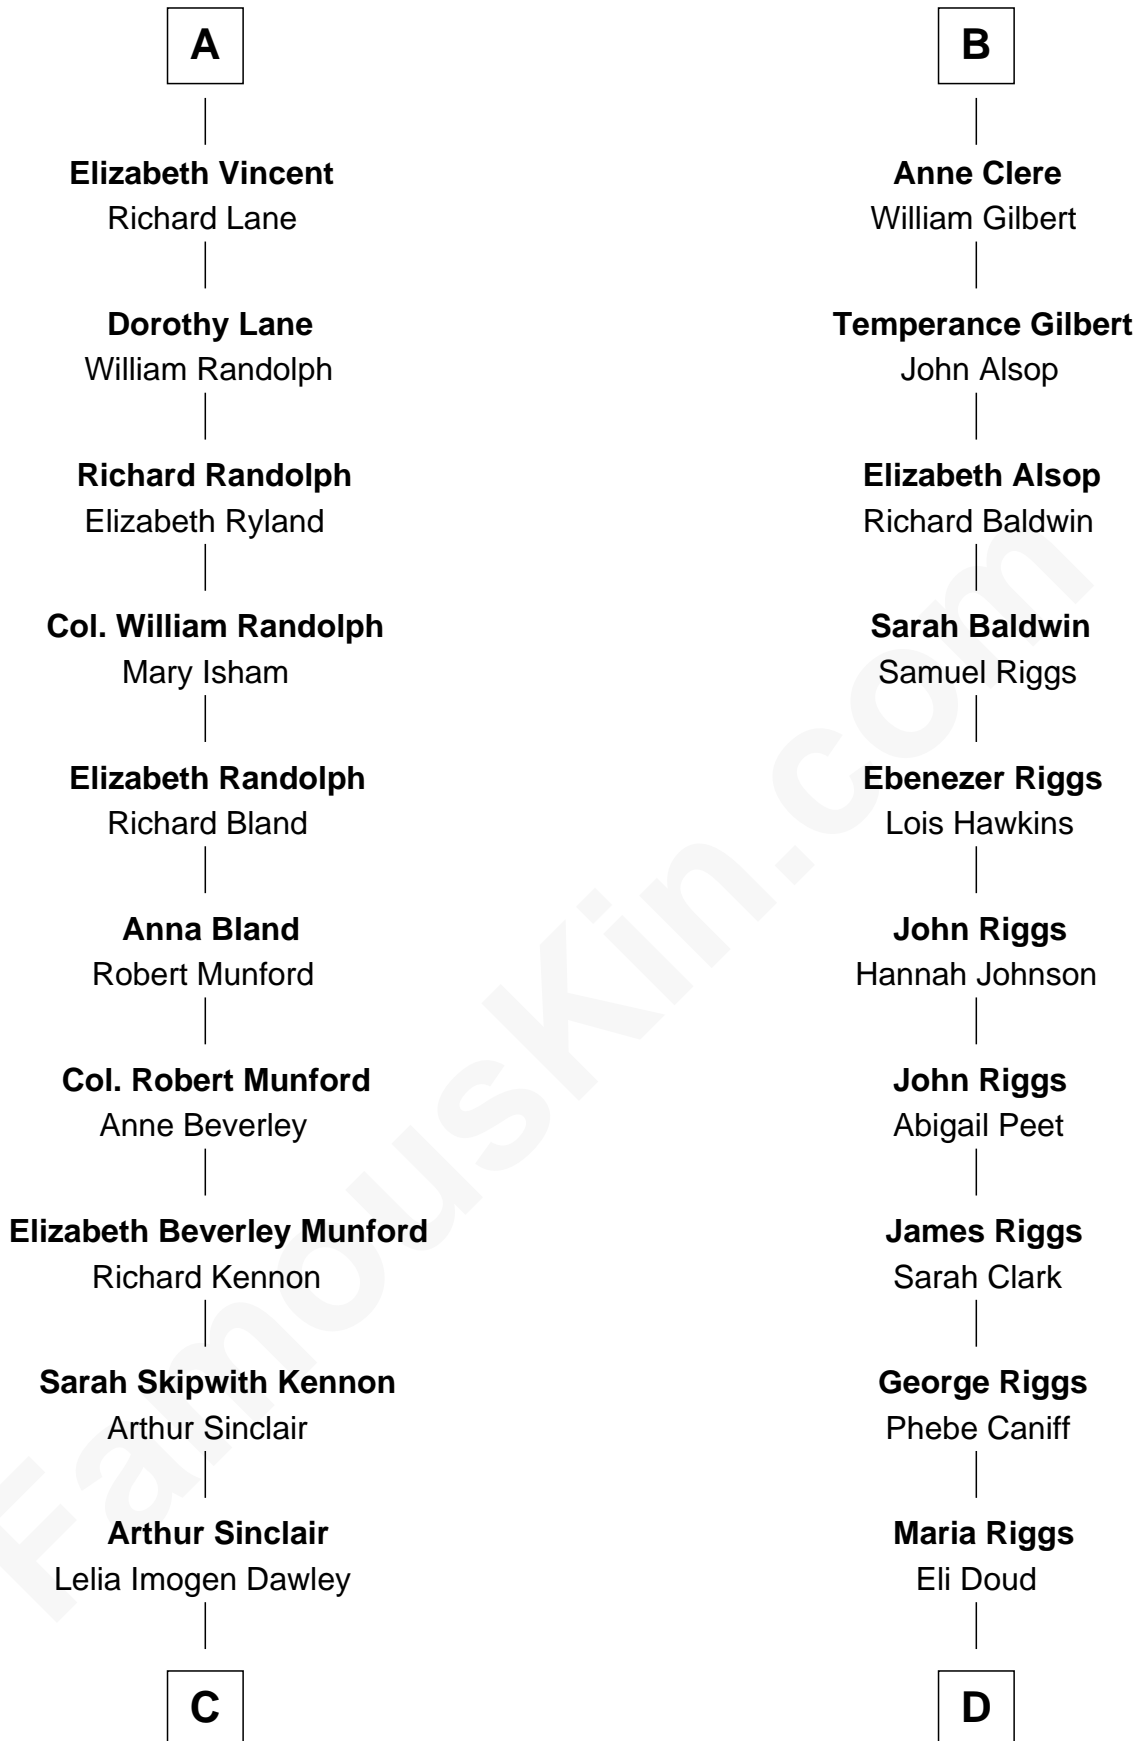 A
Elizabeth Vincent
Richard Lane
Dorothy Lane
William Randolph
Richard Randolph
Elizabeth Ryland
Col. William Randolph
Mary Isham
Elizabeth Randolph
Richard Bland
Anna Bland
Robert Munford
Col. Robert Munford
Anne Beverley
Elizabeth Beverley Munford
Richard Kennon
Sarah Skipwith Kennon
Arthur Sinclair
Arthur Sinclair
Lelia Imogen Dawley
C
B
Anne Clere
William Gilbert
Temperance Gilbert
John Alsop
Elizabeth Alsop
Richard Baldwin
Sarah Baldwin
Samuel Riggs
Ebenezer Riggs
Lois Hawkins
John Riggs
Hannah Johnson
John Riggs
Abigail Peet
James Riggs
Sarah Clark
George Riggs
Phebe Caniff
Maria Riggs
Eli Doud
D
FamousKin.com